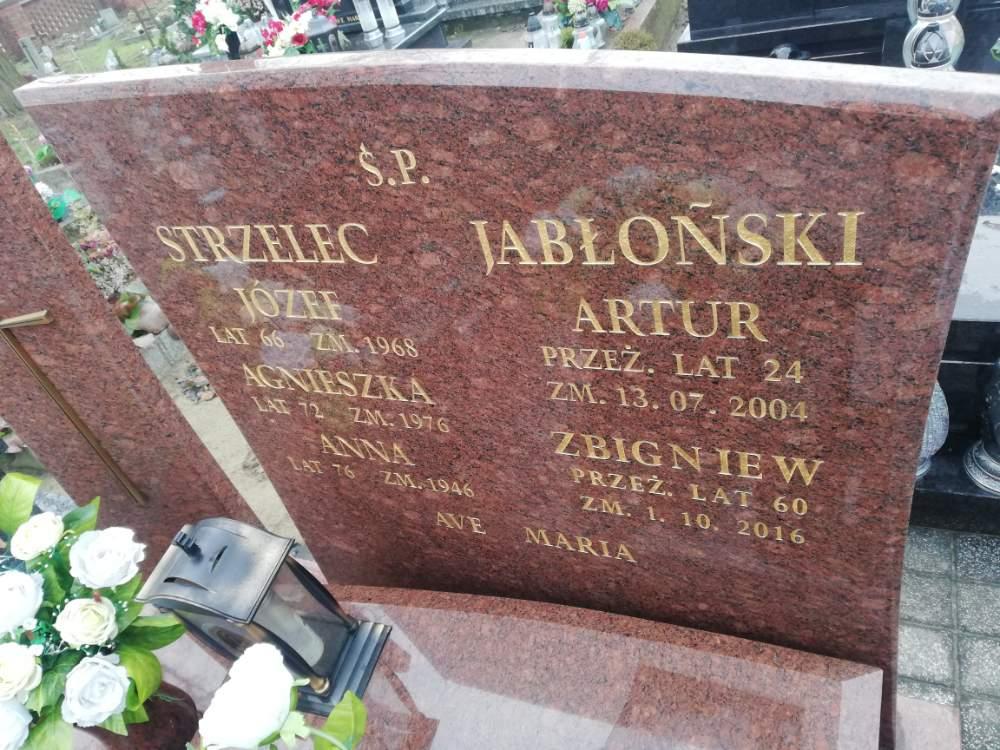 Ś.P.
STRZELEC
JÓZEF
LAT 66 ZM. 1968
AGNIESZKA
LAT 72 ZM. 1976
ANNA
LAT 76 ZM. 1946
JABŁOÑSKI
ARTUR
PRZEŻ. LAT 24
ZM. 13. 07. 2004
ZBIGNIEW
PRZEŻ. LAT 60
ZM. 1. 10. 2016
AVE MARIA